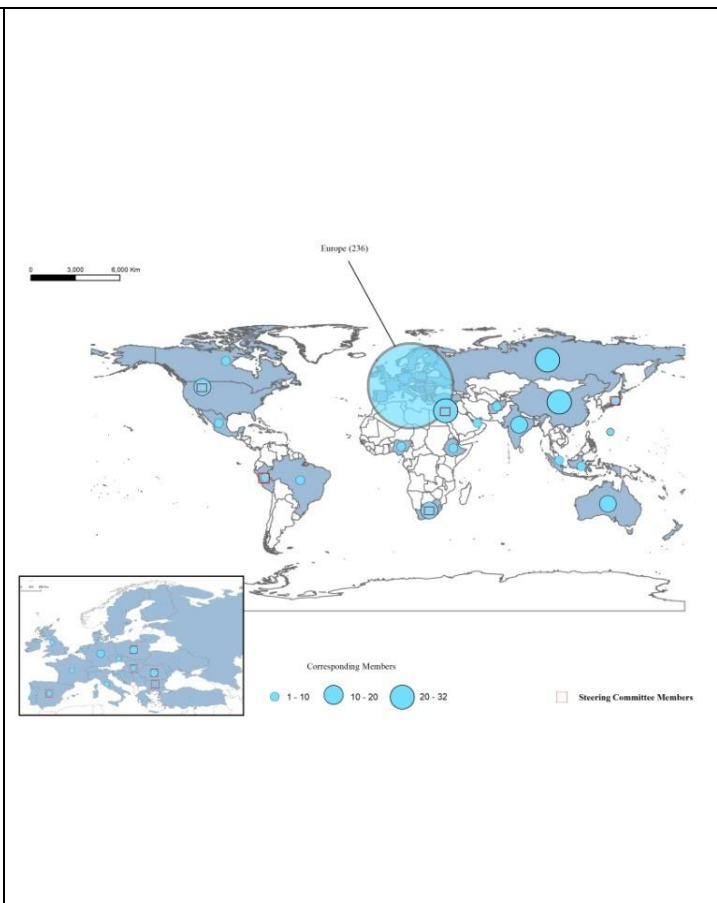 Europe (236)
0 3,000 6,000 Km
Corresponding Members
1 - 10 10 - 20 20 - 32 Steering Committee Members